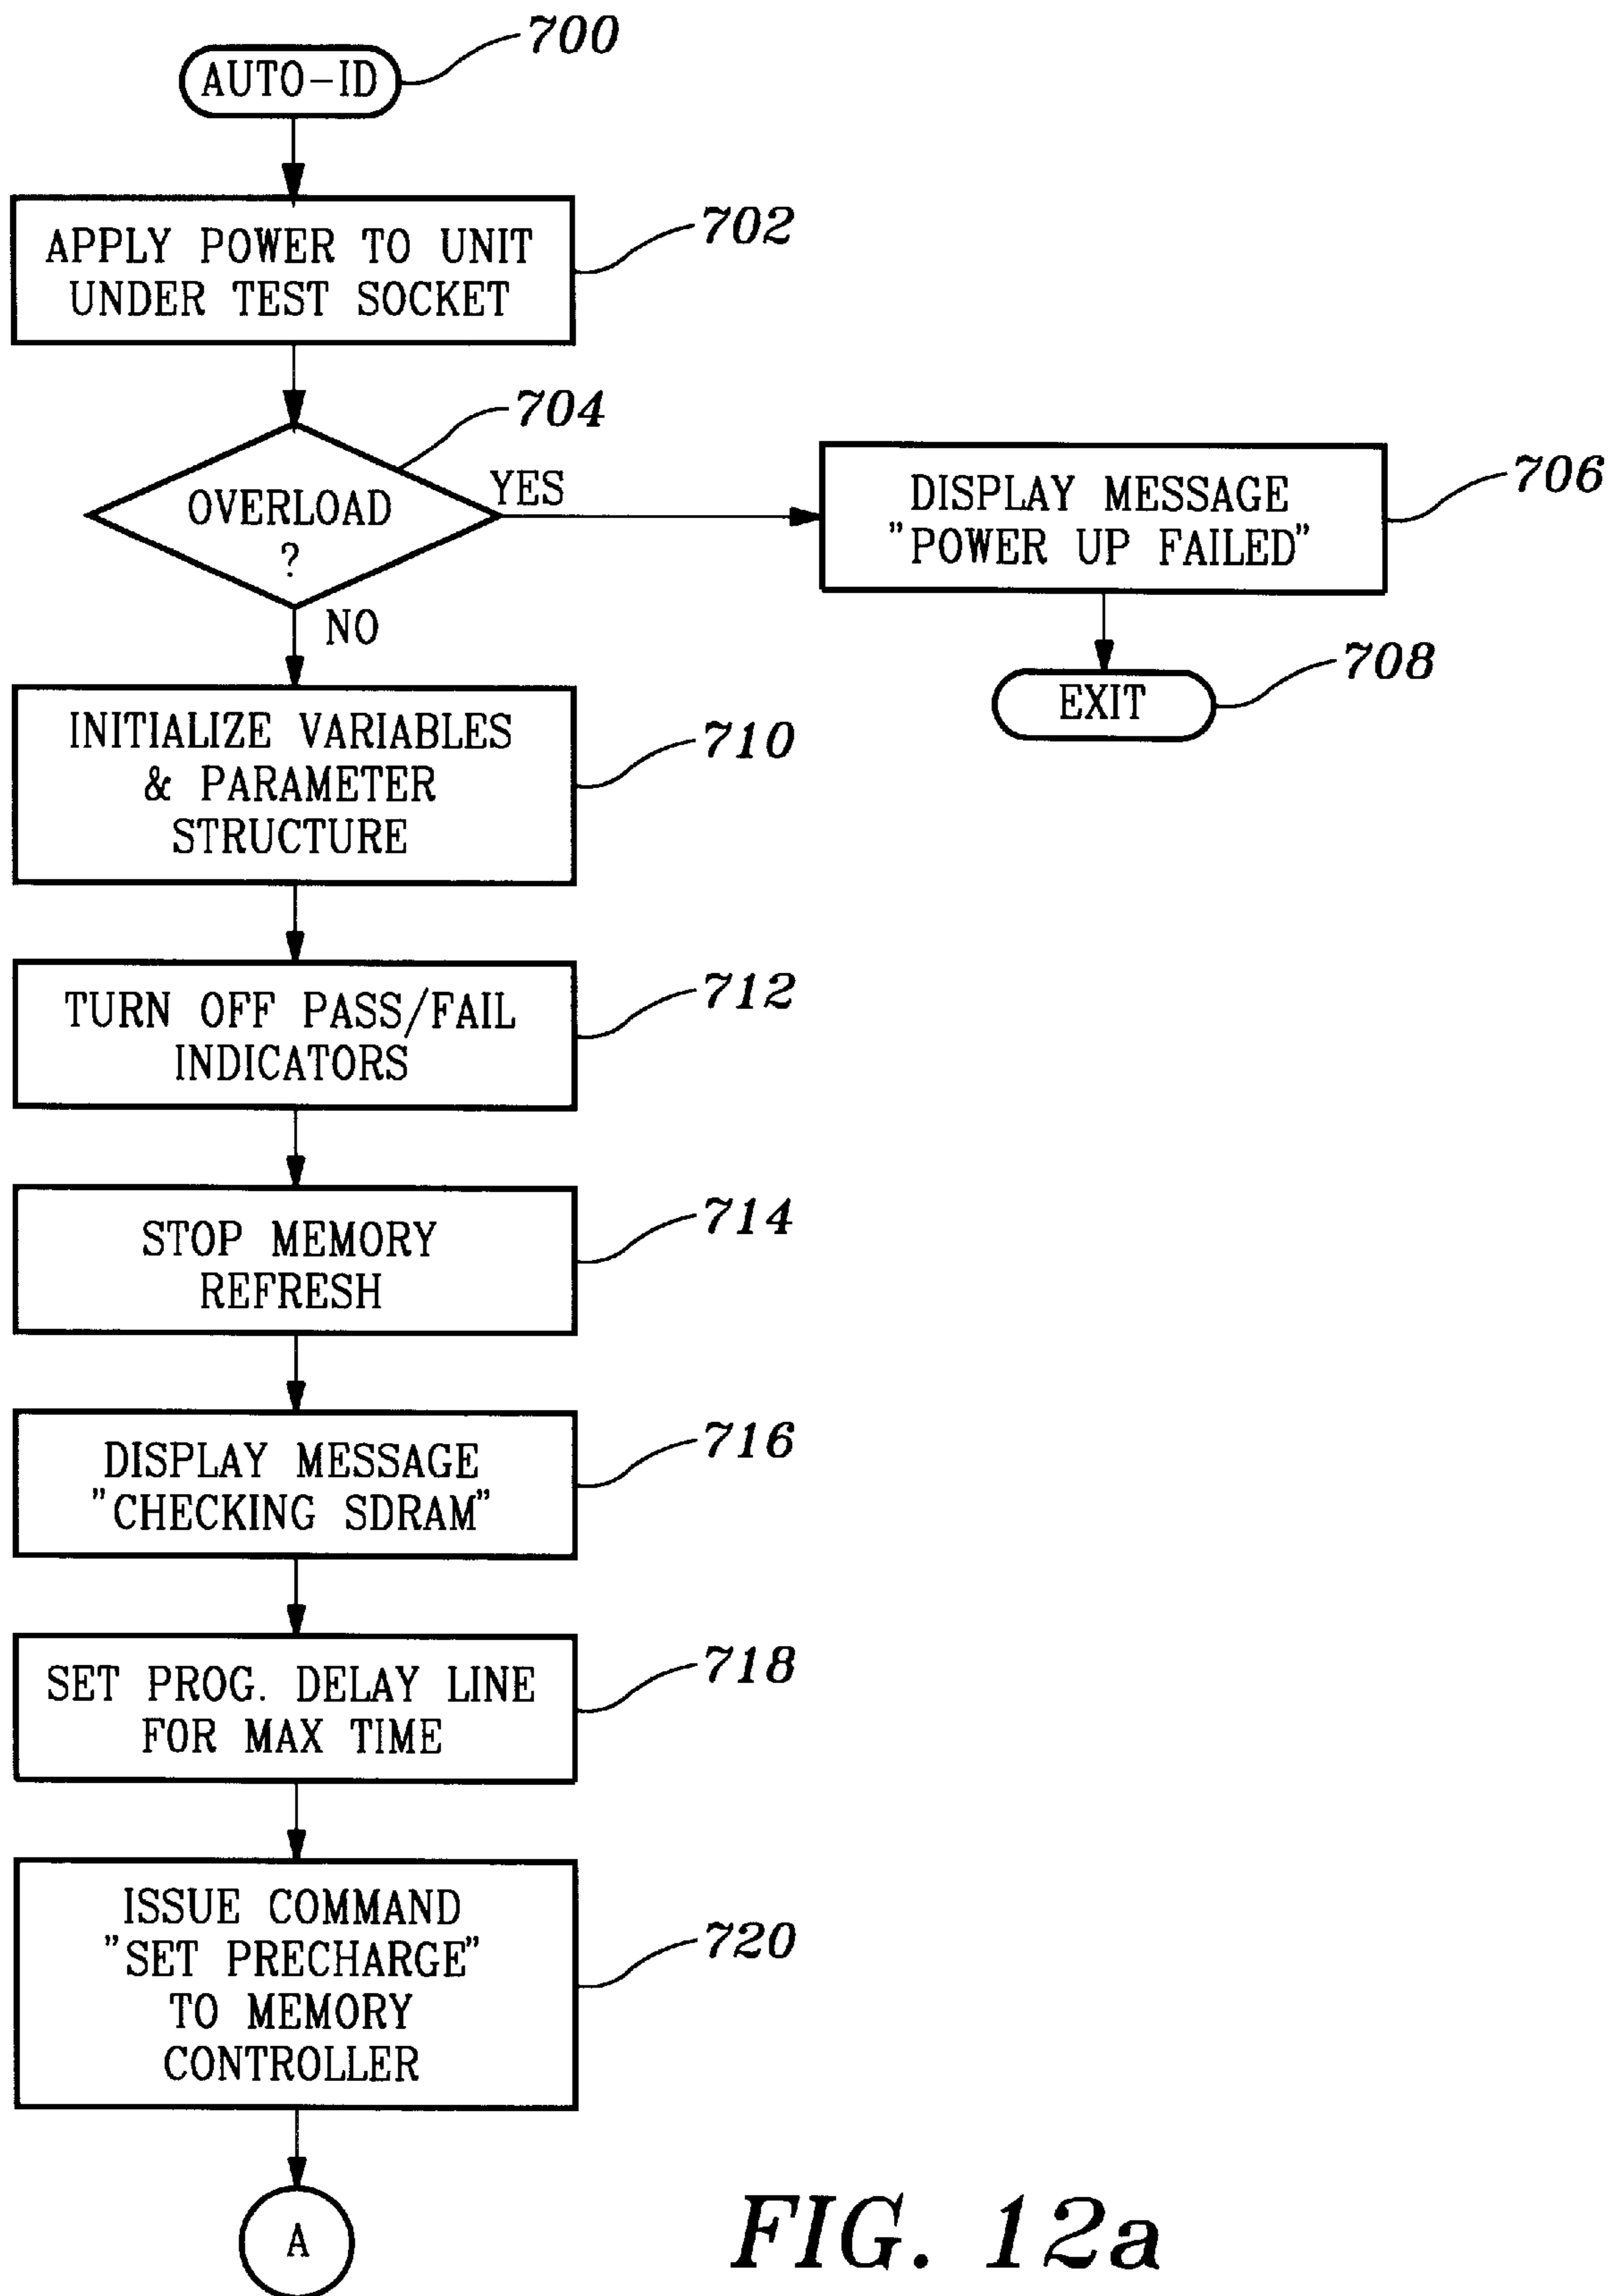 700
AUTO-ID
702
APPLY POWER TO UNIT
UNDER TEST SOCKET
704
OVERLOAD
?
YES
NO
706
DISPLAY MESSAGE
"POWER UP FAILED"
708
EXIT
710
INITIALIZE VARIABLES
& PARAMETER
STRUCTURE
712
TURN OFF PASS/FAIL
INDICATORS
714
STOP MEMORY
REFRESH
716
DISPLAY MESSAGE
"CHECKING SDRAM"
718
SET PROG. DELAY LINE
FOR MAX TIME
720
ISSUE COMMAND
"SET PRECHARGE"
TO MEMORY
CONTROLLER
A
FIG. 12a